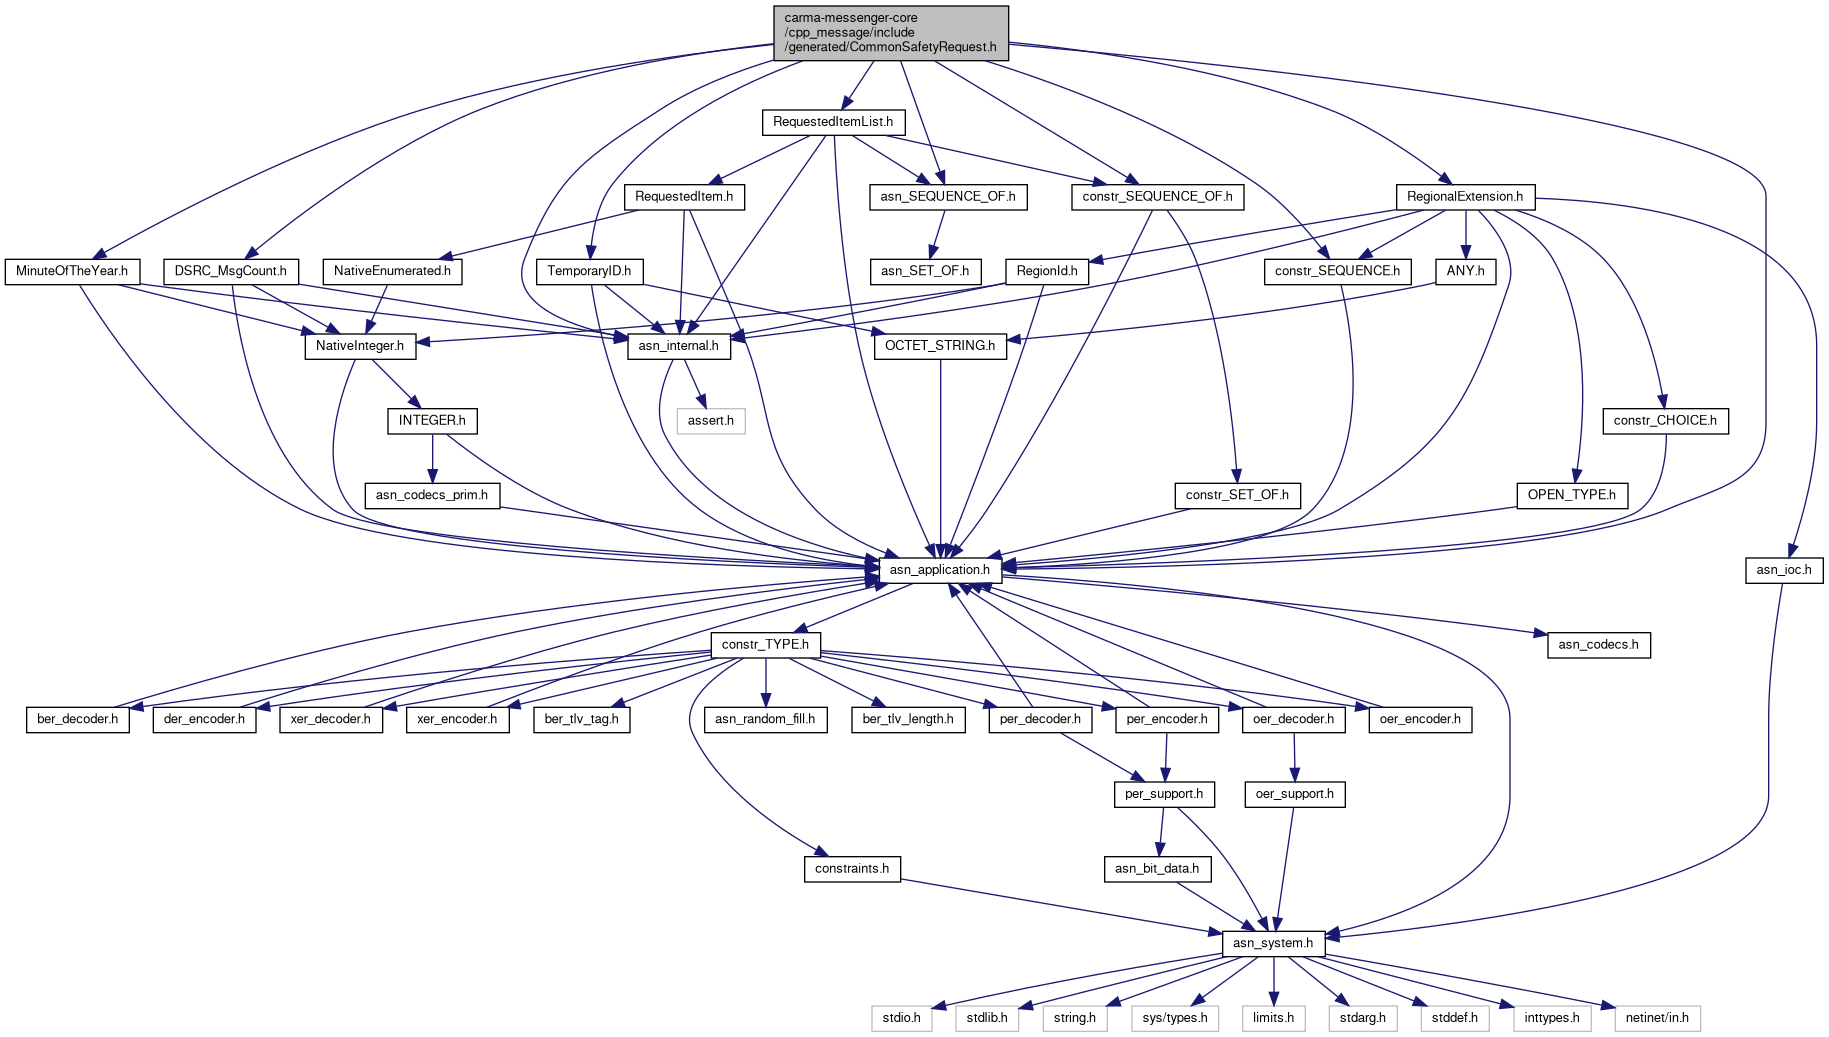 carma-messenger-core
/cpp_message/include
/generated/CommonSafetyRequest.h
RequestedItemList.h
RequestedItem.h
asn_SEQUENCE_OF.h
constr_SEQUENCE_OF.h
RegionalExtension.h
MinuteOfTheYear.h
DSRC_MsgCount.h
NativeEnumerated.h
TemporaryID.h
asn_SET_OF.h
RegionId.h
constr_SEQUENCE.h
ANY.h
NativeInteger.h
asn_internal.h
OCTET_STRING.h
INTEGER.h
assert.h
constr_CHOICE.h
asn_codecs_prim.h
constr_SET_OF.h
OPEN_TYPE.h
asn_application.h
asn_ioc.h
constr_TYPE.h
asn_codecs.h
ber_decoder.h
der_encoder.h
xer_decoder.h
xer_encoder.h
ber_tlv_tag.h
asn_random_fill.h
ber_tlv_length.h
per_decoder.h
per_encoder.h
oer_decoder.h
oer_encoder.h
per_support.h
oer_support.h
constraints.h
asn_bit_data.h
asn_system.h
stdio.h
stdlib.h
string.h
sys/types.h
limits.h
stdarg.h
stddef.h
inttypes.h
netinet/in.h